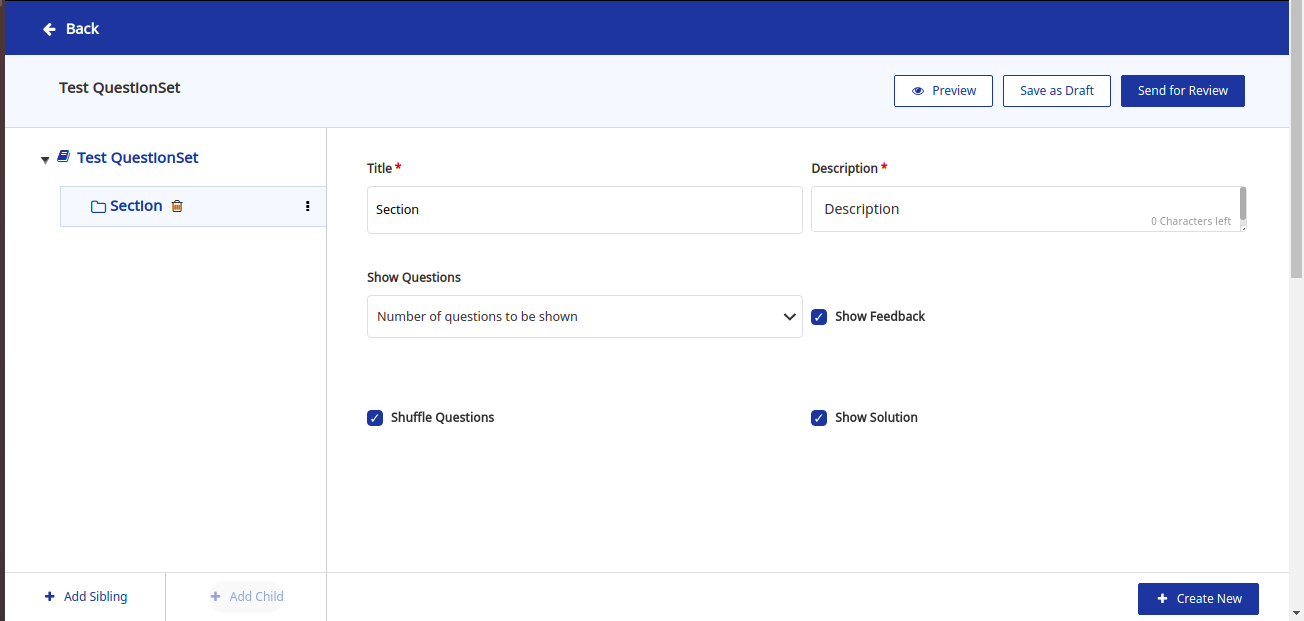 Back
Test QuestionSet
Preview
Save as Draft
Send for Review
Test QuestionSet
Section
Title *
Description *
Section
Description
0 Characters left
Show Questions
Number of questions to be shown
Show Feedback
Shuffle Questions
Show Solution
+ Add Sibling
+ Add Child
+ Create New